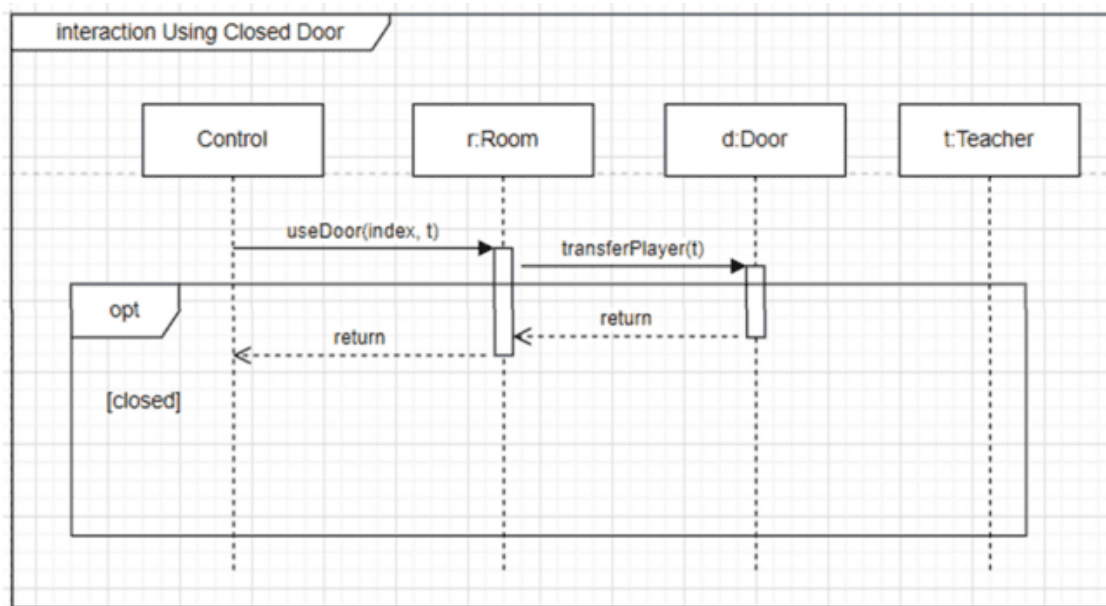 interaction Using Closed Door
Control
r:Room
d:Door
t:Teacher
useDoor(index, t)
transferPlayer(t)
opt
return
return
[closed]